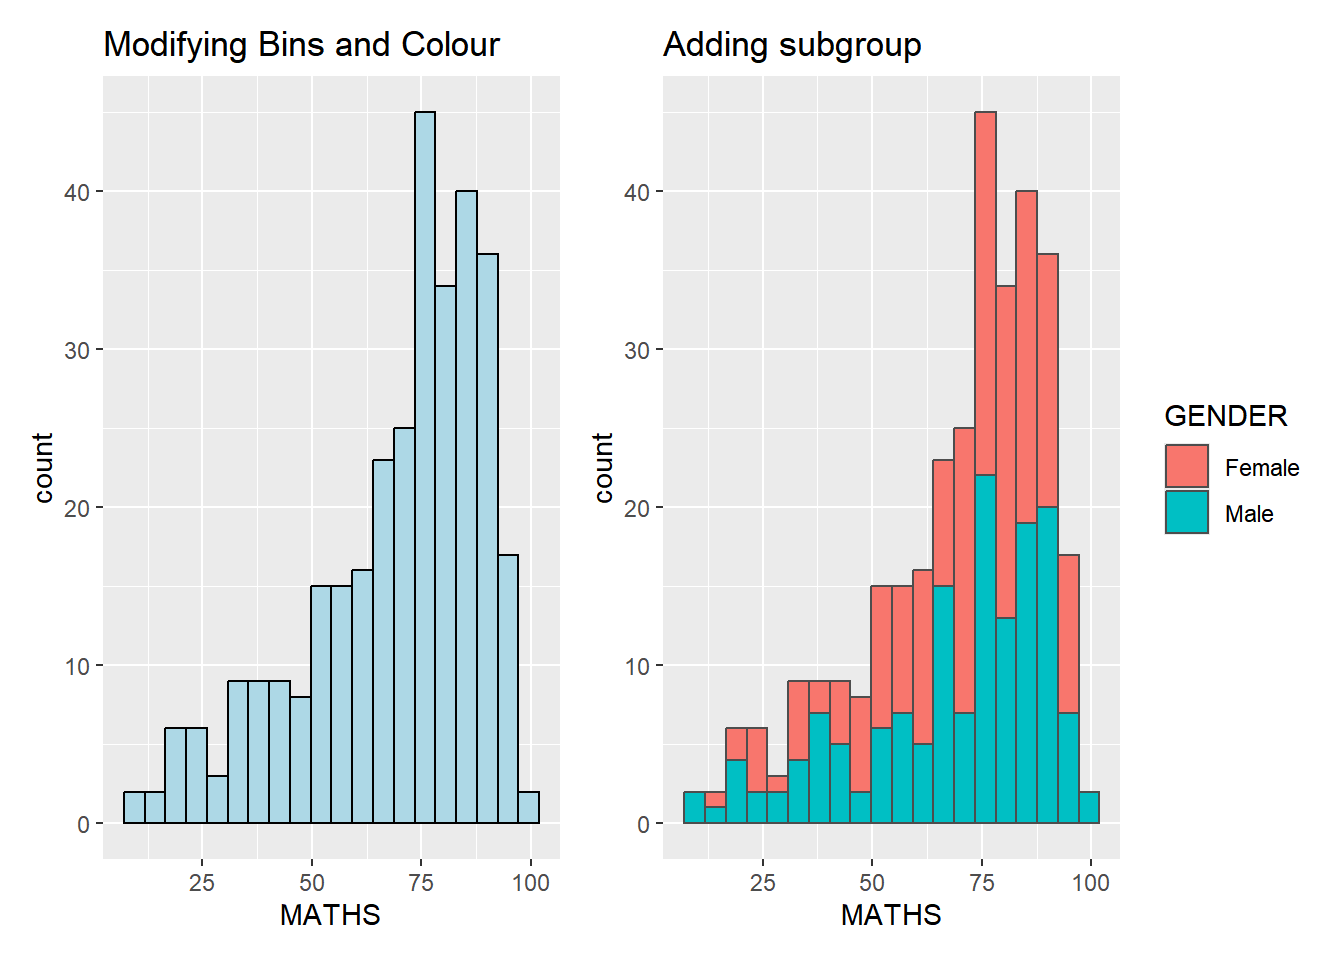 Modifying Bins and Colour
count
40
30
20
10
0
25 50 75 100
MATHS
Adding subgroup
count
40
30
20
10
0
25 50 75 100
MATHS
GENDER
Female
Male